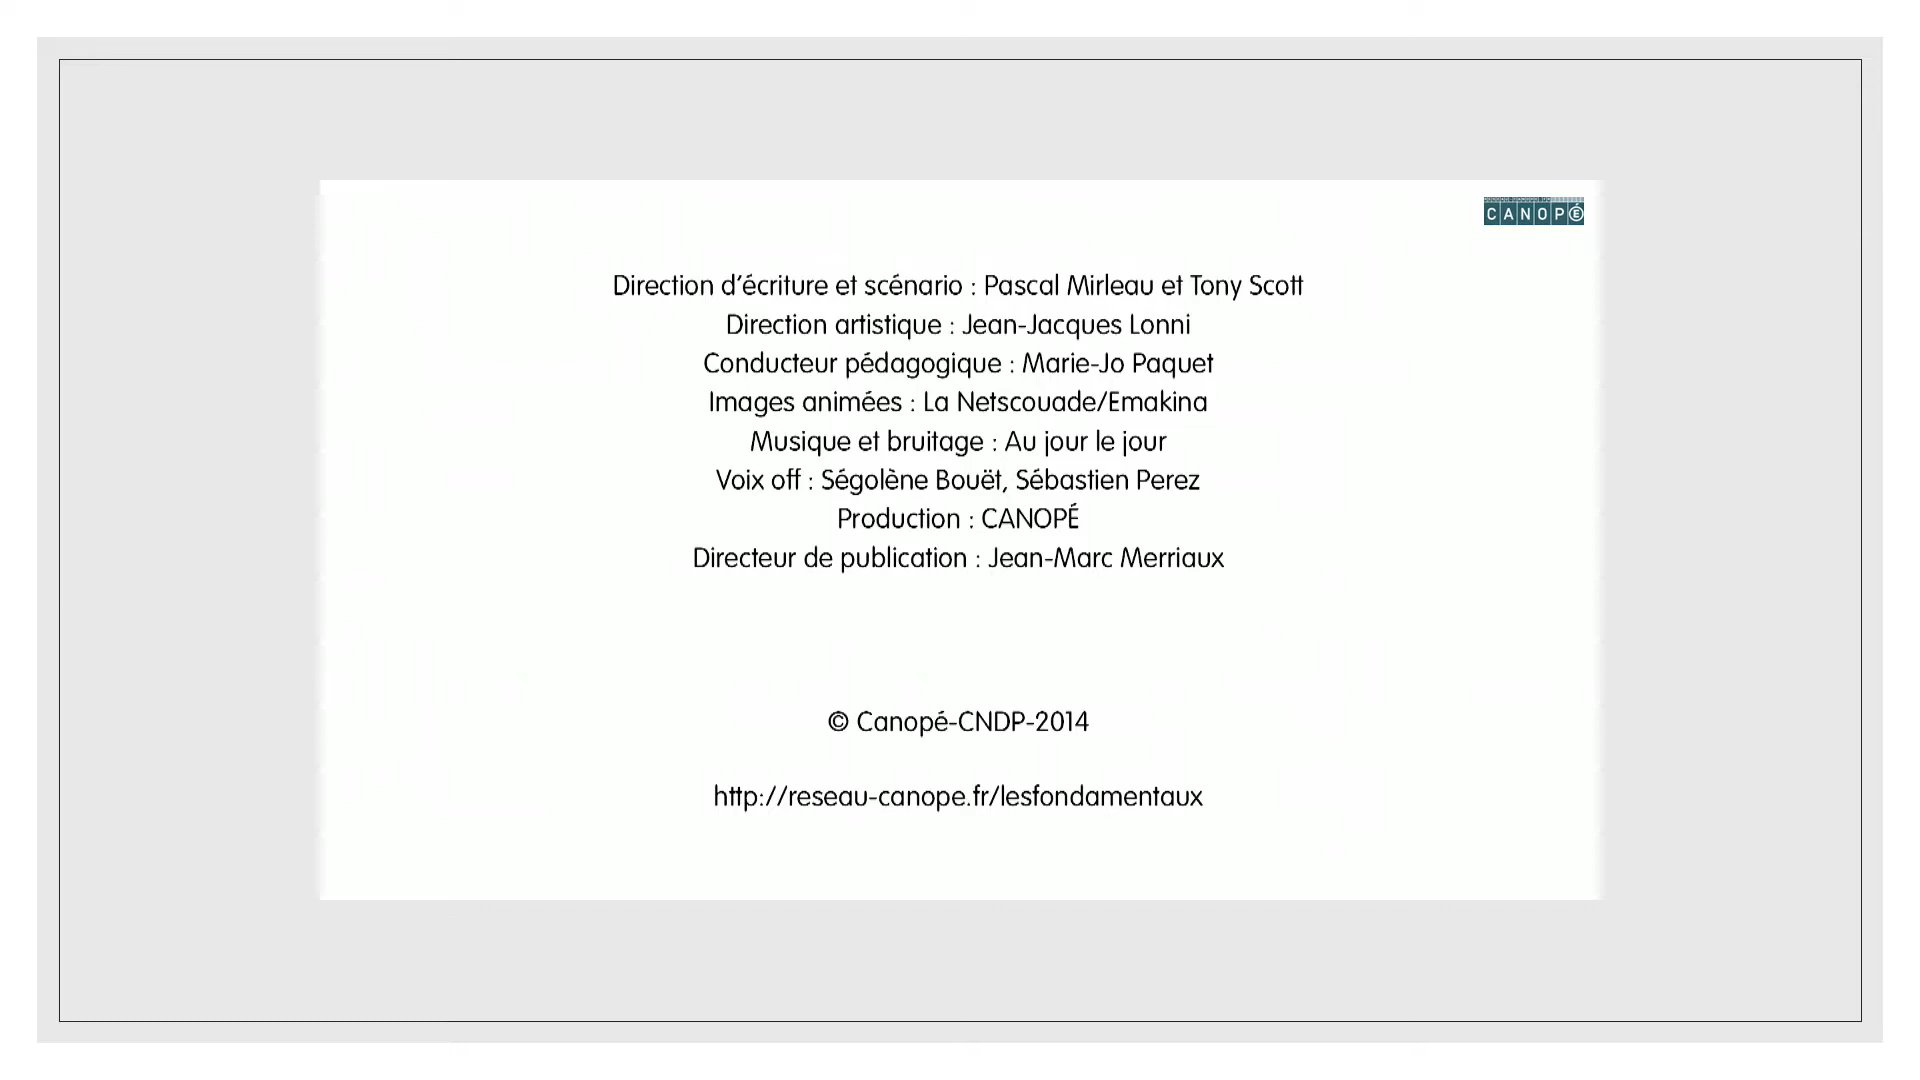 CANOPÉ
Direction d’écriture et scénario : Pascal Mirleau et Tony Scott
Direction artistique : Jean-Jacques Lonni
Conducteur pédagogique : Marie-Jo Paquet
Images animées : La Netscouade/Emakina
Musique et bruitage : Au jour le jour
Voix off : Ségolène Bouët, Sébastien Perez
Production : CANOPÉ
Directeur de publication : Jean-Marc Merriaux
© Canopé-CNDP-2014
http://reseau-canope.fr/lesfondamentaux